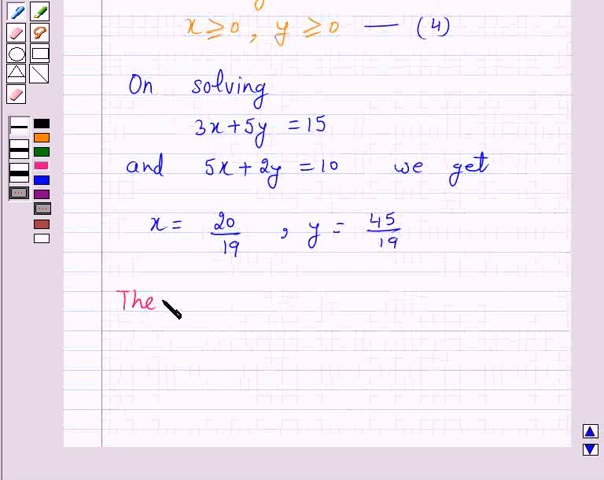 x ≥ 0 , y ≥ 0 — (4)
On solving
3x + 5y = 15
and 5x + 2y = 10 we get
x = 20/19 , y = 45/19
The